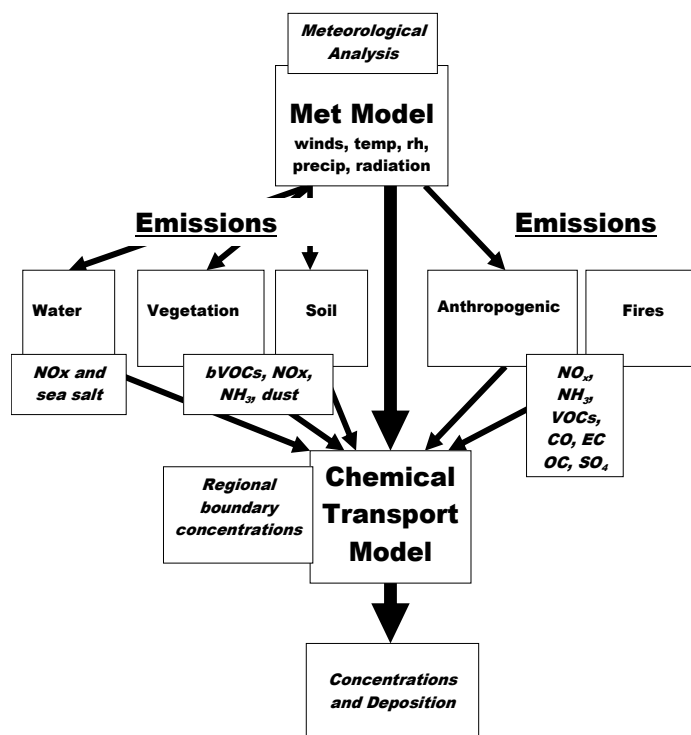 Meteorological
Analysis
Met Model
winds, temp, rh,
precip, radiation
Emissions
Emissions
Water
Vegetation
Soil
Anthropogenic
Fires
NOx and
sea salt
bVOCs, NOx,
NH₃, dust
NOₓ,
NH₃,
VOCs,
CO, EC
OC, SO₄
Regional
boundary
concentrations
Chemical
Transport
Model
Concentrations
and Deposition